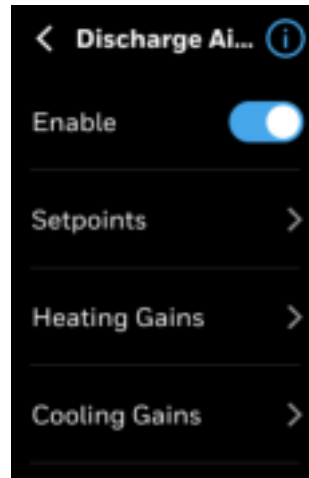 Discharge Ai...
Enable
Setpoints
Heating Gains
Cooling Gains